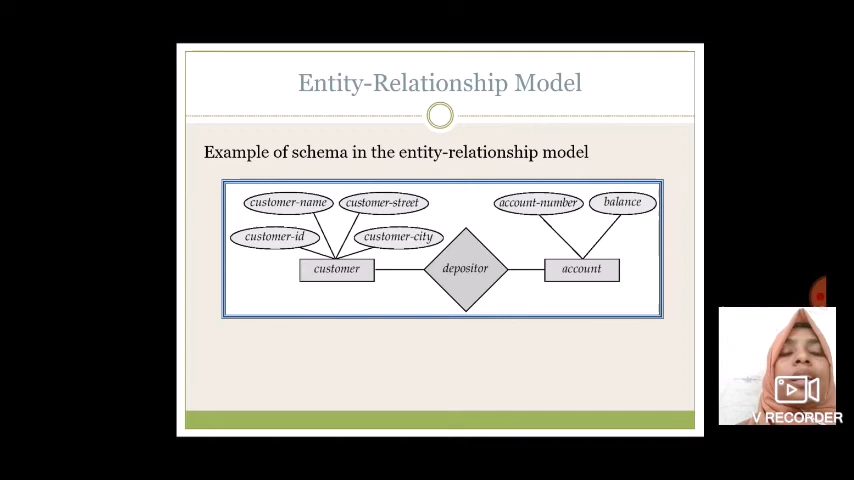 Entity-Relationship Model
Example of schema in the entity-relationship model
customer-name
customer-street
account-number
balance
customer-id
customer-city
customer
depositor
account
V RECORDER